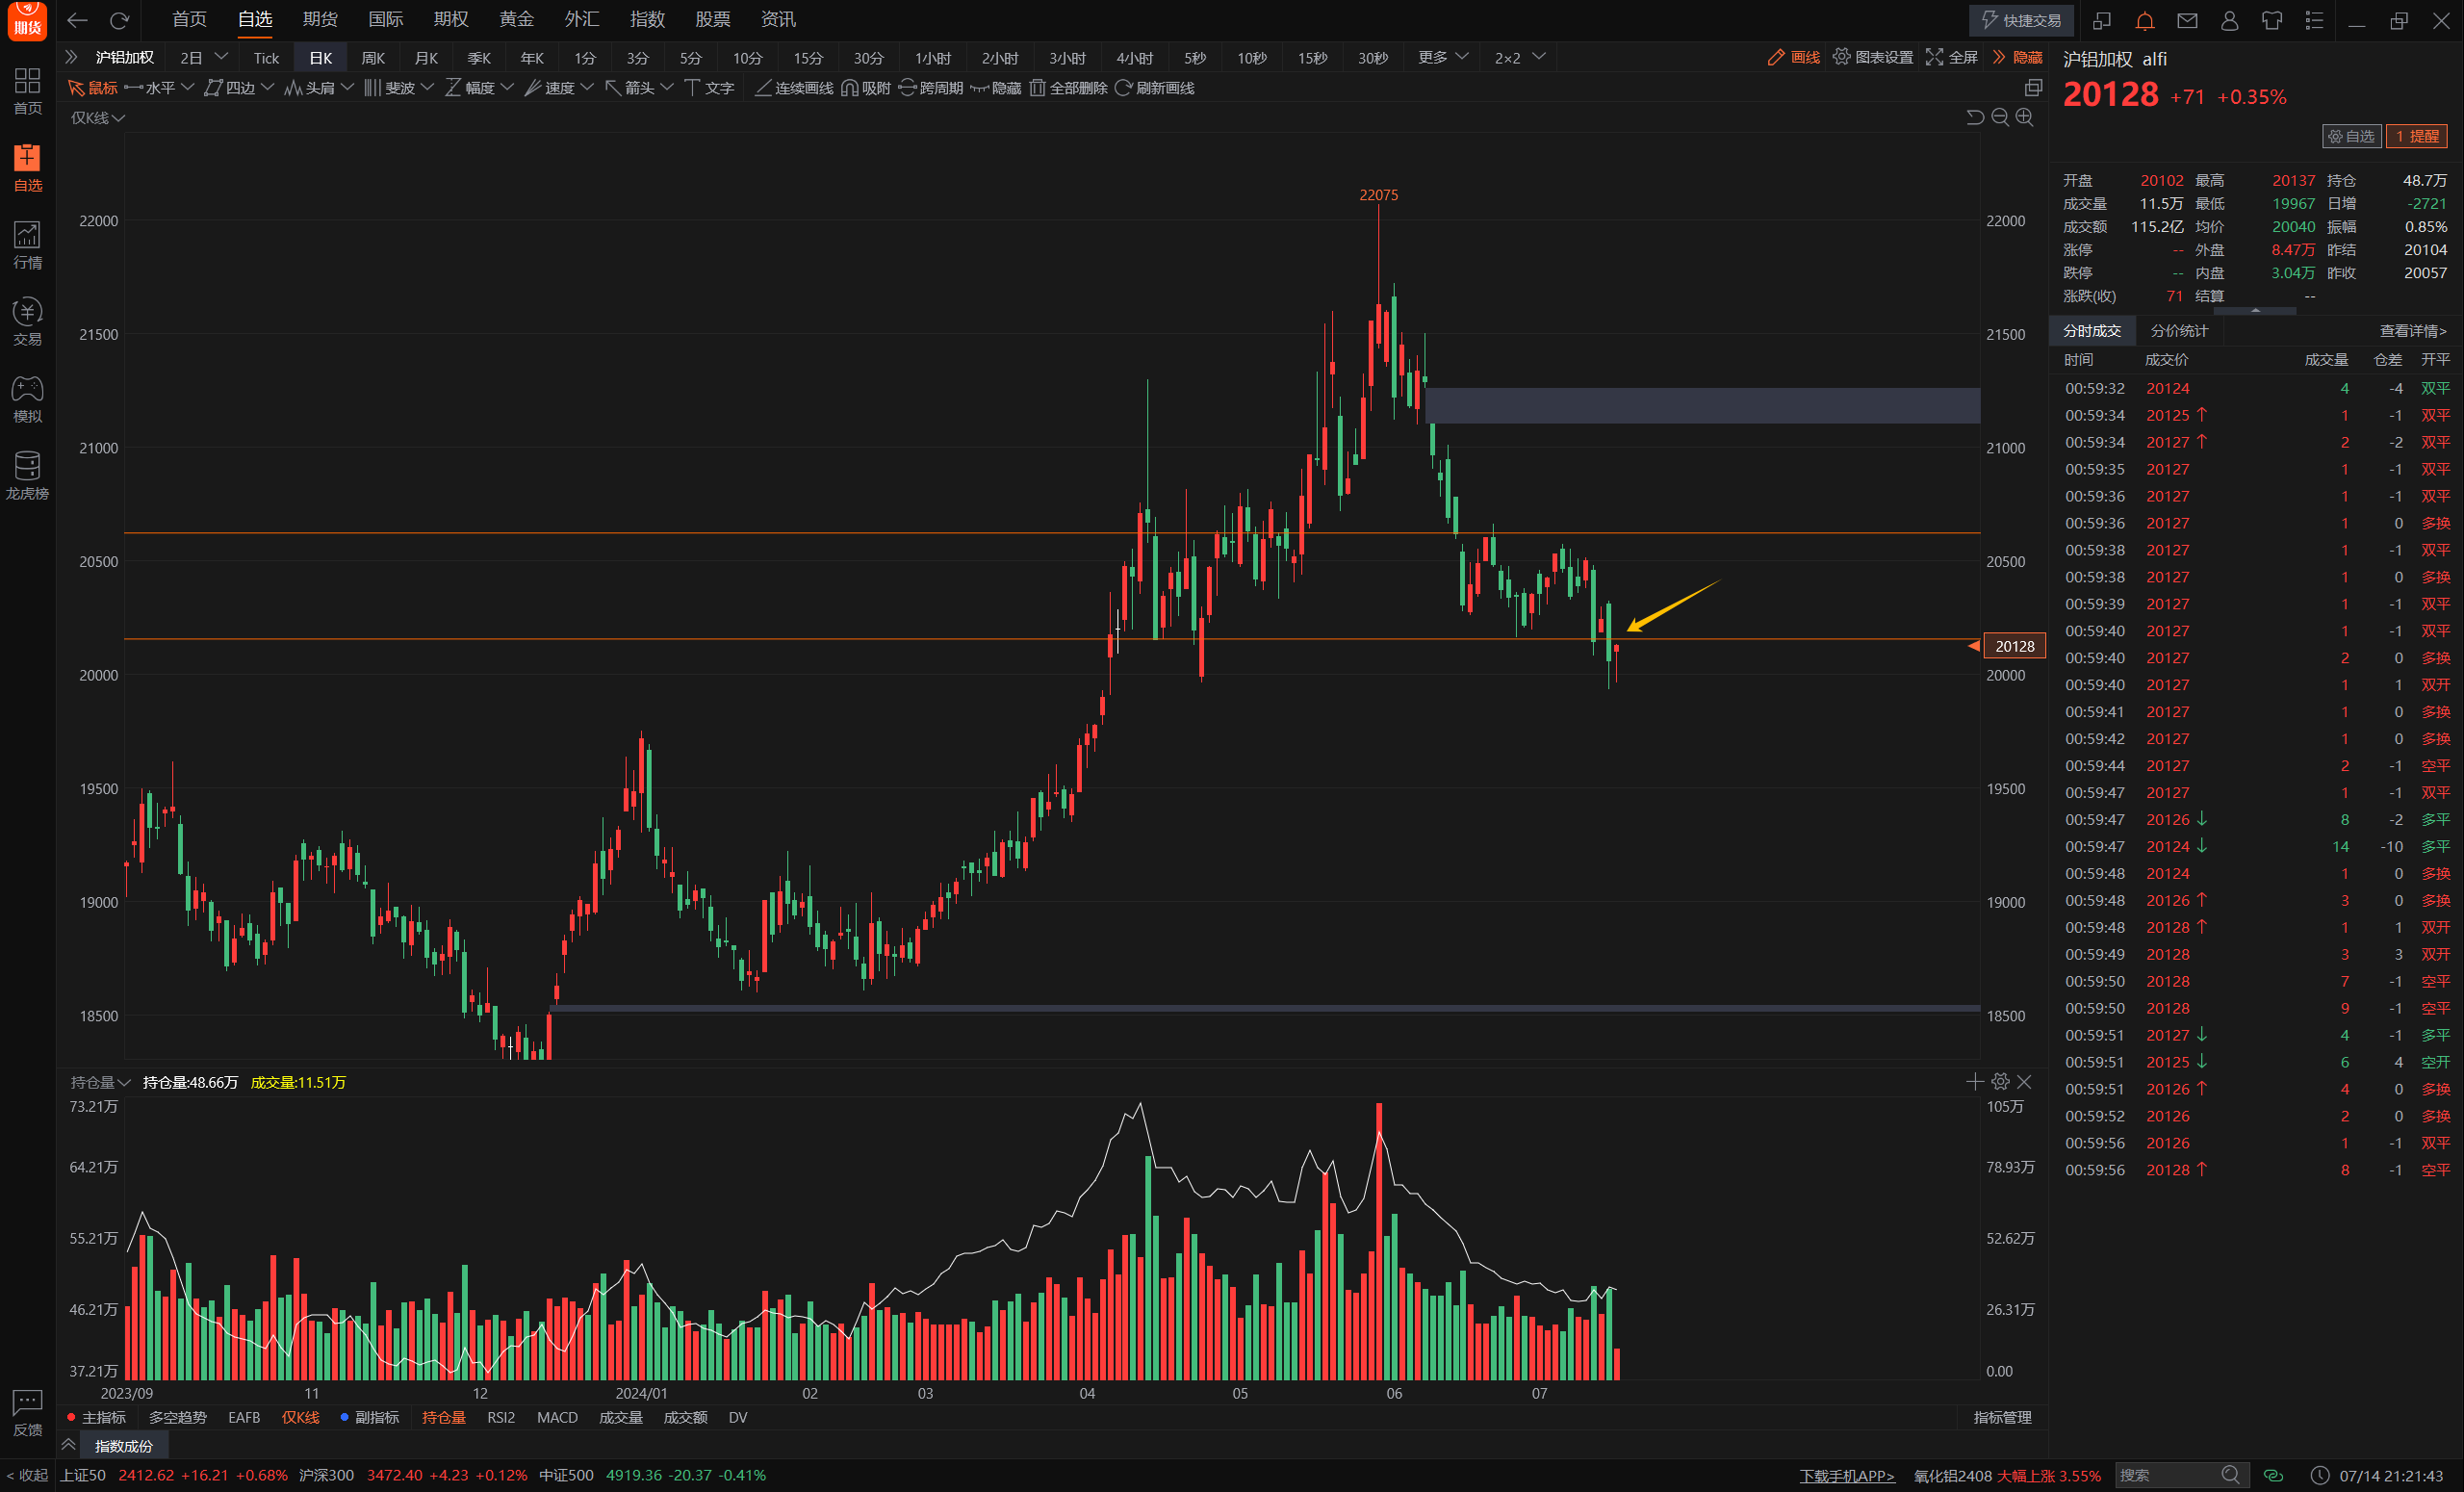 期货 首页 自选 期货 国际 期权 黄金 外汇 指数 股票 资讯 快捷交易
沪铝加权 2日 Tick 日K 周K 月K 季K 年K 1分 3分 5分 10分 15分 30分 1小时 2小时 3小时 4小时 5秒 10秒 15秒 30秒 更多 2×2 画线 图表设置 全屏 隐藏
鼠标 水平 四边 头肩 斐波 幅度 速度 箭头 文字 连续画线 吸附 跨周期 隐藏 全部删除 刷新画线
仅K线
首页
自选
行情
交易
模拟
龙虎榜
反馈
22075
22000 22000
21500 21500
21000 21000
20500 20500
20128
20000 20000
19500 19500
19000 19000
18500 18500
持仓量 持仓量:48.66万 成交量:11.51万
73.21万 105万
64.21万 78.93万
55.21万 52.62万
46.21万 26.31万
37.21万 0.00
2023/09 11 12 2024/01 02 03 04 05 06 07
主指标 多空趋势 EAFB 仅K线 副指标 持仓量 RSI2 MACD 成交量 成交额 DV 指标管理
指数成份
沪铝加权 alfi
20128 +71 +0.35%
自选 1 提醒
开盘 20102 最高 20137 持仓 48.7万
成交量 11.5万 最低 19967 日增 -2721
成交额 115.2亿 均价 20040 振幅 0.85%
涨停 -- 外盘 8.47万 昨结 20104
跌停 -- 内盘 3.04万 昨收 20057
涨跌(收) 71 结算 --
分时成交 分价统计 查看详情>
时间 成交价 成交量 仓差 开平
00:59:32 20124 4 -4 双平
00:59:34 20125 ↑ 1 -1 双平
00:59:34 20127 ↑ 2 -2 双平
00:59:35 20127 1 -1 双平
00:59:36 20127 1 -1 双平
00:59:36 20127 1 0 多换
00:59:38 20127 1 -1 双平
00:59:38 20127 1 0 多换
00:59:39 20127 1 -1 双平
00:59:40 20127 1 -1 双平
00:59:40 20127 2 0 多换
00:59:40 20127 1 1 双开
00:59:41 20127 1 0 多换
00:59:42 20127 1 0 多换
00:59:44 20127 2 -1 空平
00:59:47 20127 1 -1 双平
00:59:47 20126 ↓ 8 -2 多平
00:59:47 20124 ↓ 14 -10 多平
00:59:48 20124 1 0 多换
00:59:48 20126 ↑ 3 0 多换
00:59:48 20128 ↑ 1 1 双开
00:59:49 20128 3 3 双开
00:59:50 20128 7 -1 空平
00:59:50 20128 9 -1 空平
00:59:51 20127 ↓ 4 -1 多平
00:59:51 20125 ↓ 6 4 空开
00:59:51 20126 ↑ 4 0 多换
00:59:52 20126 2 0 多换
00:59:56 20126 1 -1 双平
00:59:56 20128 ↑ 8 -1 空平
< 收起 上证50 2412.62 +16.21 +0.68% 沪深300 3472.40 +4.23 +0.12% 中证500 4919.36 -20.37 -0.41% 下载手机APP> 氧化铝2408 大幅上涨 3.55% 搜索 07/14 21:21:43